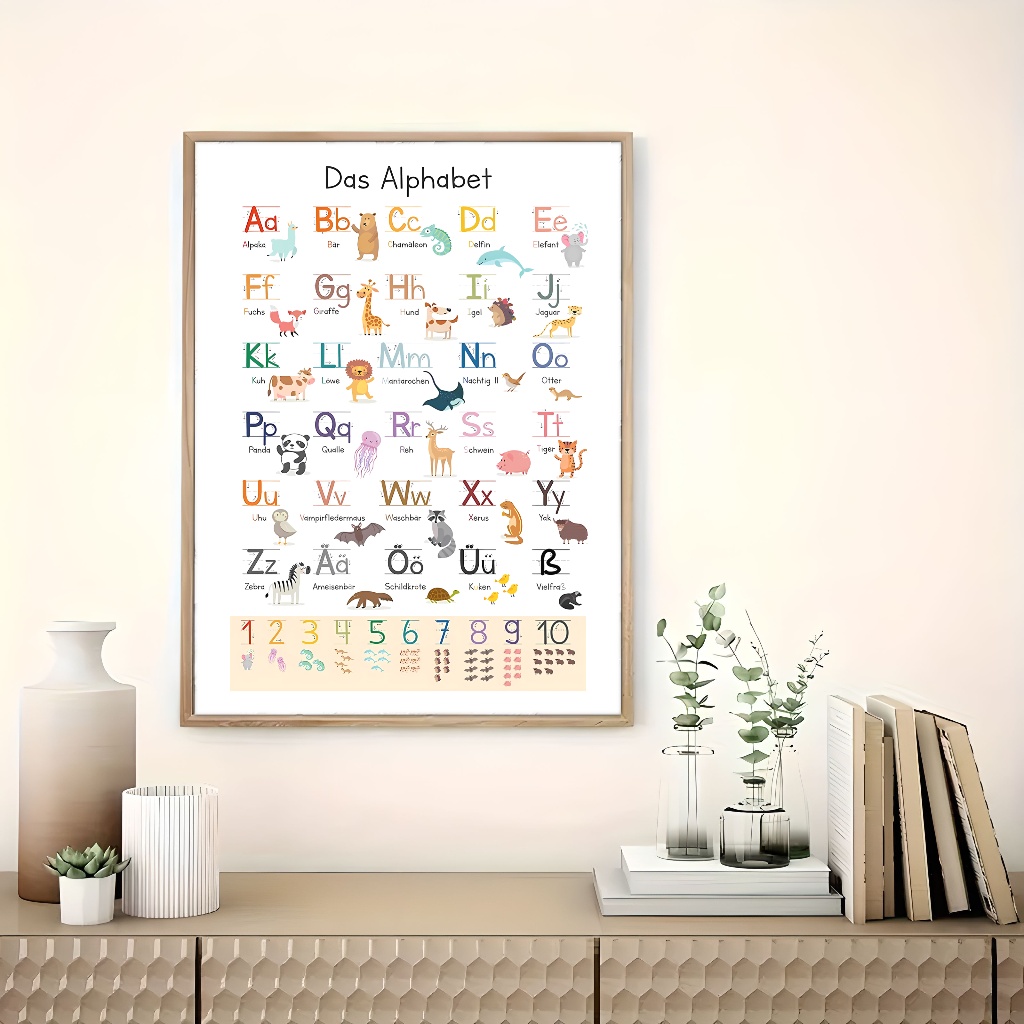 Das Alphabet
Aa Bb Cc Dd Ee
Alpaka Bär Chamäleon Delfin Elefant
Ff Gg Hh Ii Jj
Fuchs Giraffe Hund Igel Jaguar
Kk Ll Mm Nn Oo
Kuh Löwe Mantarochen Nachtig ll Otter
Pp Qq Rr Ss Tt
Panda Qualle Reh Schwein Tiger
Uu Vv Ww Xx Yy
Uhu Vampirfledermaus Waschbär Xerus Yak
Zz Ää Öö Üü ß
Zebra Ameisenbär Schildkröte Küken Vielfraß
1 2 3 4 5 6 7 8 9 10